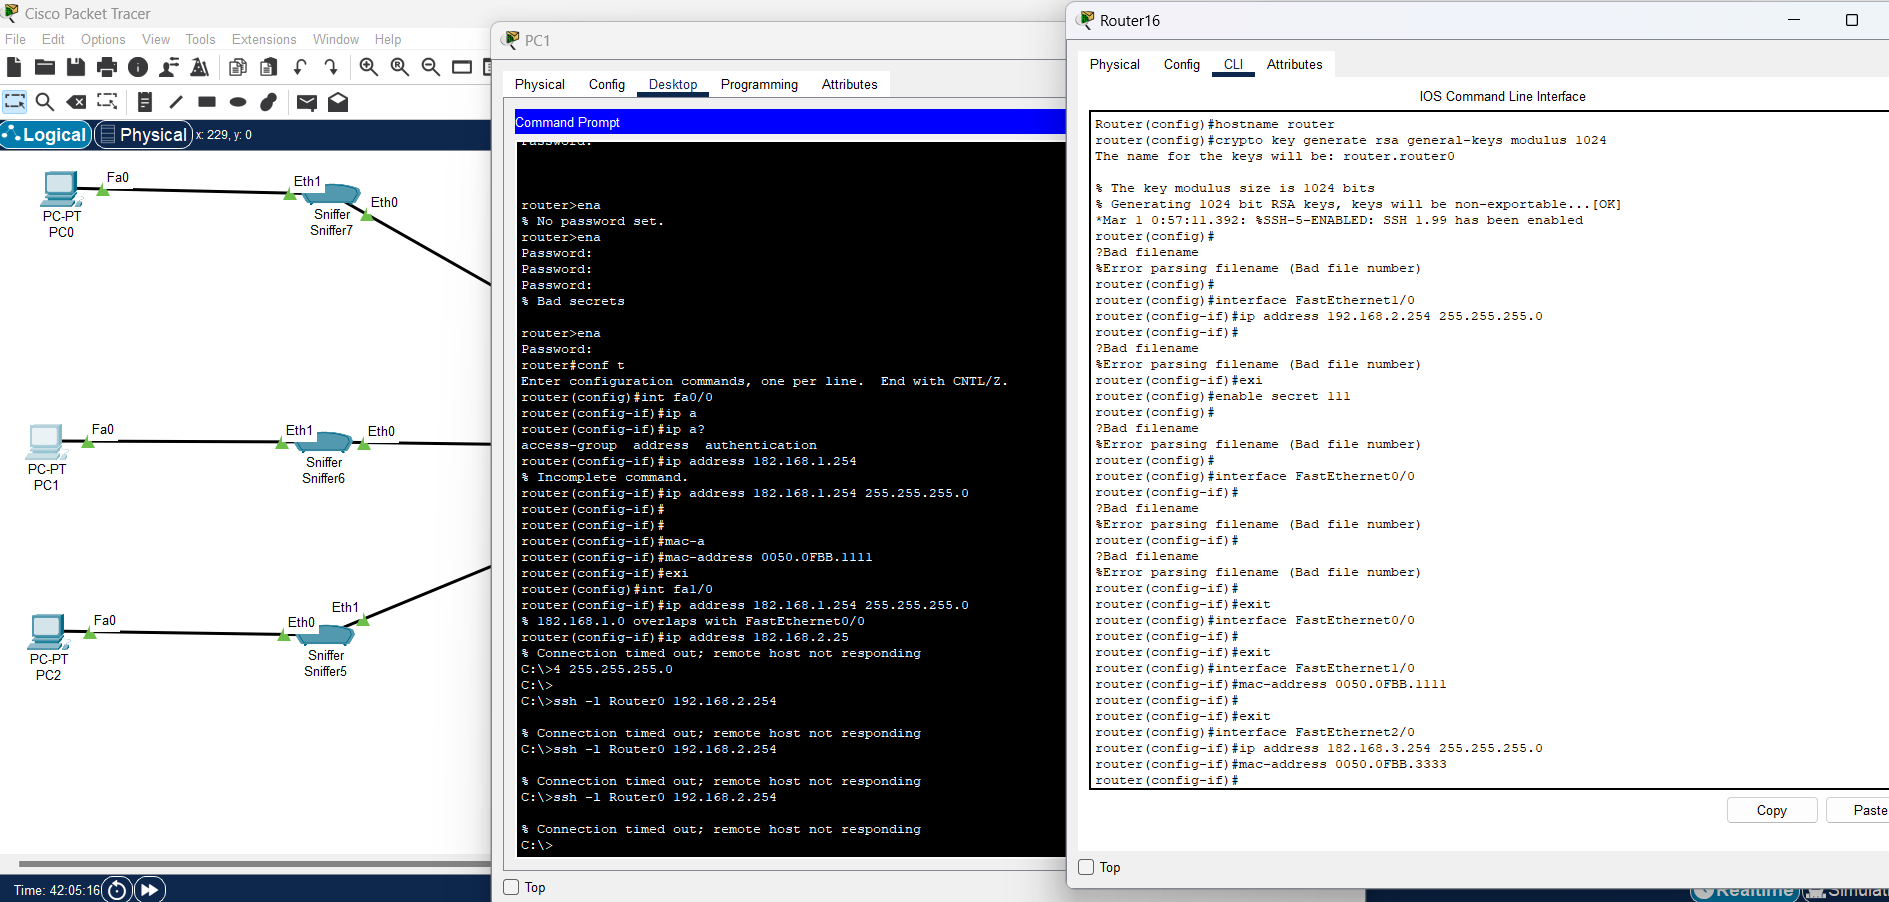 Cisco Packet Tracer
File Edit Options View Tools Extensions Window Help
Logical Physical x: 229, y: 0
Fa0
Eth1
Eth0
PC-PT
PC0
Sniffer
Sniffer7
Fa0
Eth1
Eth0
PC-PT
PC1
Sniffer
Sniffer6
Fa0
Eth0
Eth1
PC-PT
PC2
Sniffer
Sniffer5
Time: 42:05:16
PC1
Physical Config Desktop Programming Attributes
Command Prompt
Password:
router>ena
% No password set.
router>ena
Password:
Password:
Password:
% Bad secrets
router>ena
Password:
router#conf t
Enter configuration commands, one per line.  End with CNTL/Z.
router(config)#int fa0/0
router(config-if)#ip a
router(config-if)#ip a?
access-group  address  authentication
router(config-if)#ip address 182.168.1.254
% Incomplete command.
router(config-if)#ip address 182.168.1.254 255.255.255.0
router(config-if)#
router(config-if)#
router(config-if)#mac-a
router(config-if)#mac-address 0050.0FBB.1111
router(config-if)#exi
router(config)#int fa1/0
router(config-if)#ip address 182.168.1.254 255.255.255.0
% 182.168.1.0 overlaps with FastEthernet0/0
router(config-if)#ip address 182.168.2.25
% Connection timed out; remote host not responding
C:\>4 255.255.255.0
C:\>
C:\>ssh -l Router0 192.168.2.254
% Connection timed out; remote host not responding
C:\>ssh -l Router0 192.168.2.254
% Connection timed out; remote host not responding
C:\>ssh -l Router0 192.168.2.254
% Connection timed out; remote host not responding
C:\>
Top
Router16
Physical Config CLI Attributes
IOS Command Line Interface
Router(config)#hostname router
router(config)#crypto key generate rsa general-keys modulus 1024
The name for the keys will be: router.router0
% The key modulus size is 1024 bits
% Generating 1024 bit RSA keys, keys will be non-exportable...[OK]
*Mar 1 0:57:11.392: %SSH-5-ENABLED: SSH 1.99 has been enabled
router(config)#
?Bad filename
%Error parsing filename (Bad file number)
router(config)#
router(config)#interface FastEthernet1/0
router(config-if)#ip address 192.168.2.254 255.255.255.0
router(config-if)#
?Bad filename
%Error parsing filename (Bad file number)
router(config-if)#exi
router(config)#enable secret 111
router(config)#
?Bad filename
%Error parsing filename (Bad file number)
router(config)#
router(config)#interface FastEthernet0/0
router(config-if)#
?Bad filename
%Error parsing filename (Bad file number)
router(config-if)#
?Bad filename
%Error parsing filename (Bad file number)
router(config-if)#
router(config-if)#exit
router(config)#interface FastEthernet0/0
router(config-if)#
router(config-if)#exit
router(config)#interface FastEthernet1/0
router(config-if)#mac-address 0050.0FBB.1111
router(config-if)#
router(config-if)#exit
router(config)#interface FastEthernet2/0
router(config-if)#ip address 182.168.3.254 255.255.255.0
router(config-if)#mac-address 0050.0FBB.3333
router(config-if)#
Copy Paste
Top
Realtime Simulat